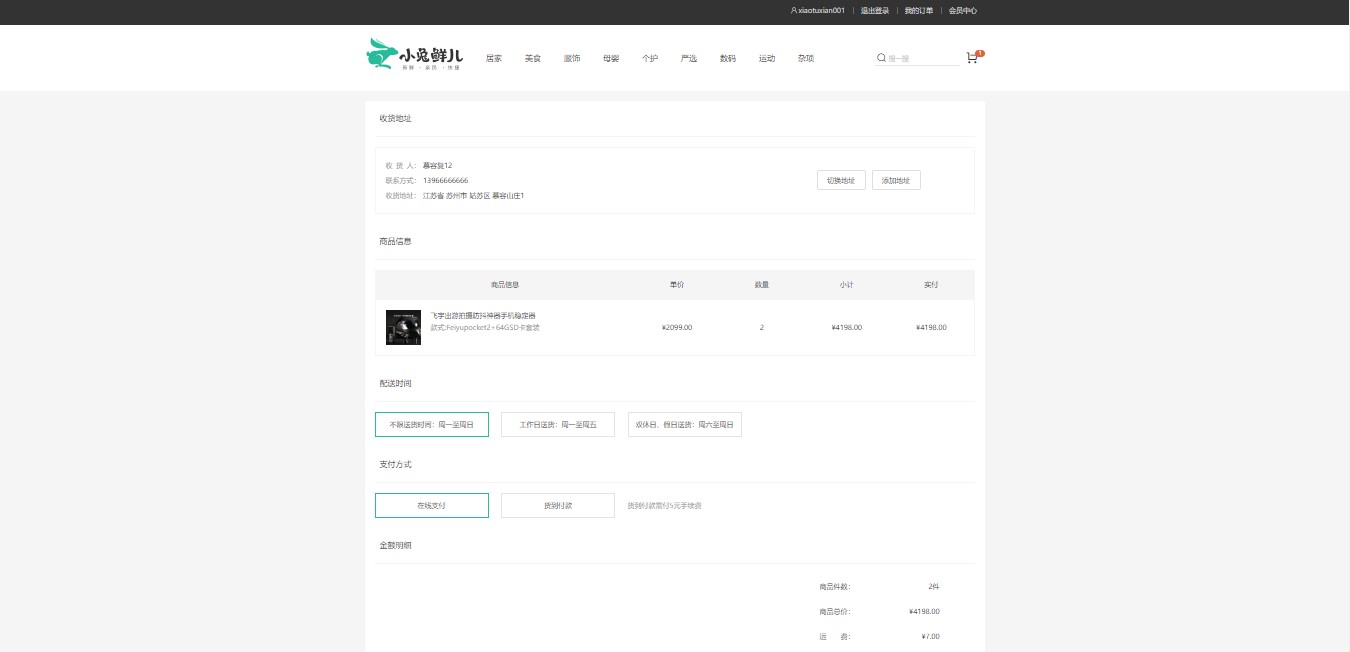 xiaotuxian001 退出登录 我的订单 会员中心
小兔鲜儿 居家 美食 服饰 母婴 个护 严选 数码 运动 杂项 搜一搜 1
新鲜 · 亲民 · 快捷
收货地址
收 货 人： 慕容复12
联系方式： 13966666666
收货地址： 江苏省 苏州市 姑苏区 慕容山庄1
切换地址 添加地址
商品信息
商品信息 单价 数量 小计 实付
飞宇出游拍摄防抖神器手机稳定器
款式:Feiyupocket2+64GSD卡套装
¥2099.00 2 ¥4198.00 ¥4198.00
配送时间
不限送货时间：周一至周日 工作日送货：周一至周五 双休日、假日送货：周六至周日
支付方式
在线支付 货到付款 货到付款需付5元手续费
金额明细
商品件数： 2件
商品总价： ¥4198.00
运 费： ¥7.00